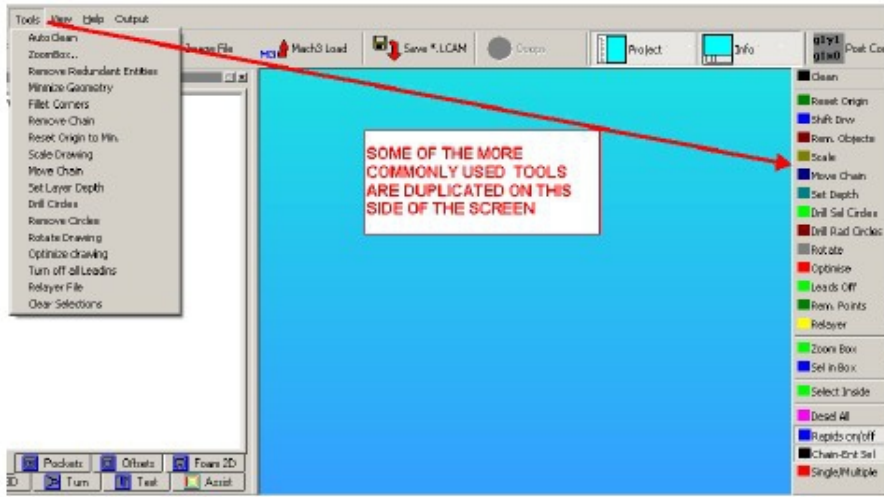 Tools View Help Output
Image File
Mach3 Load
Save *.LCAM
Project
Info
g1y1
g1x0
Post Co
AutoClean
ZoomBox..
Remove Redundant Entities
Minmize Geometry
Fillet Corners
Remove Chain
Reset Origin to Min.
Scale Drawing
Move Chain
Set Layer Depth
Drill Circles
Remove Circles
Rotate Drawing
Optimize drawing
Turn off all Leadins
Relayer File
Clear Selections
SOME OF THE MORE
COMMONLY USED TOOLS
ARE DUPLICATED ON THIS
SIDE OF THE SCREEN
Clean
Reset Origin
Shift Drw
Rem. Objects
Scale
Move Chain
Set Depth
Drill Sel Circles
Drill Rad Circles
Rotate
Optimise
Leads Off
Rem. Points
Relayer
Zoom Box
Sel in Box
Select Inside
Desel All
Rapids on/off
Chain-Ent Sel
Single/Multiple
Pockets Offsets Foam 2D
3D Turn Text Assist